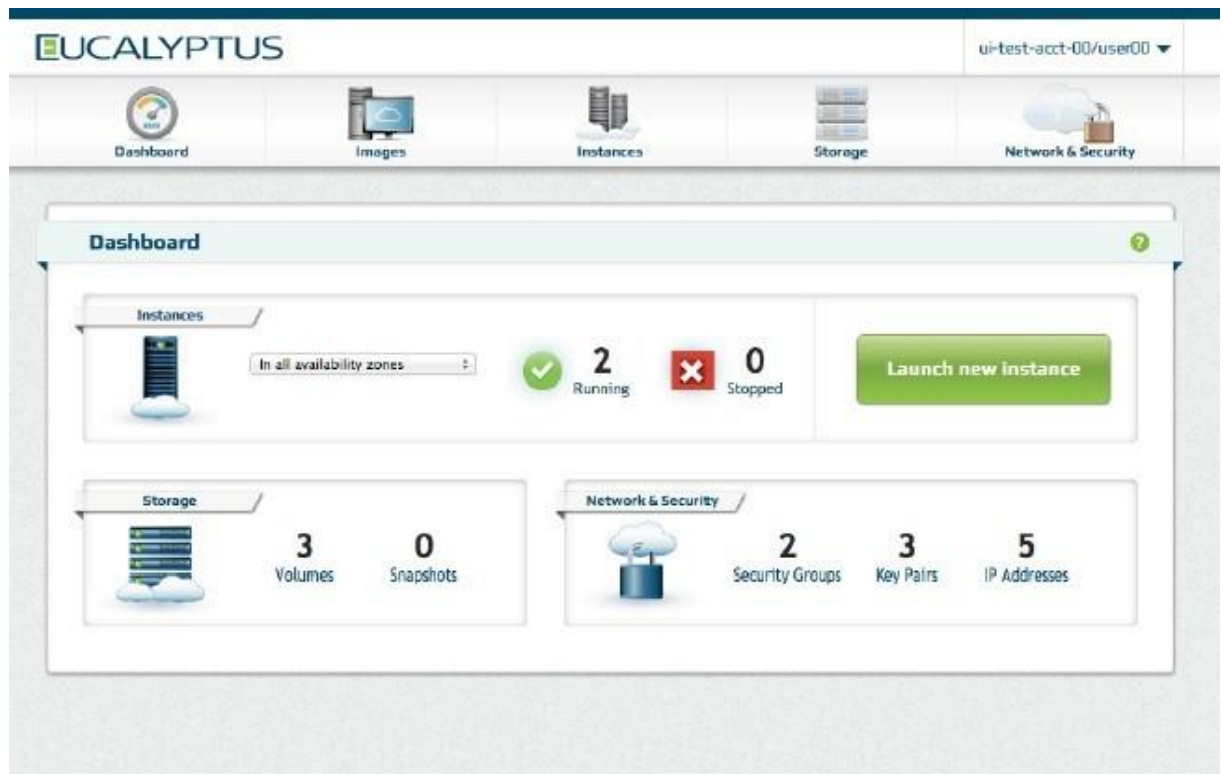 EUCALYPTUS
ui-test-acct-00/user00
Dashboard
Images
Instances
Storage
Network & Security
Dashboard
?
Instances
In all availability zones
2
Running
0
Stopped
Launch new instance
Storage
3
Volumes
0
Snapshots
Network & Security
2
Security Groups
3
Key Pairs
5
IP Addresses